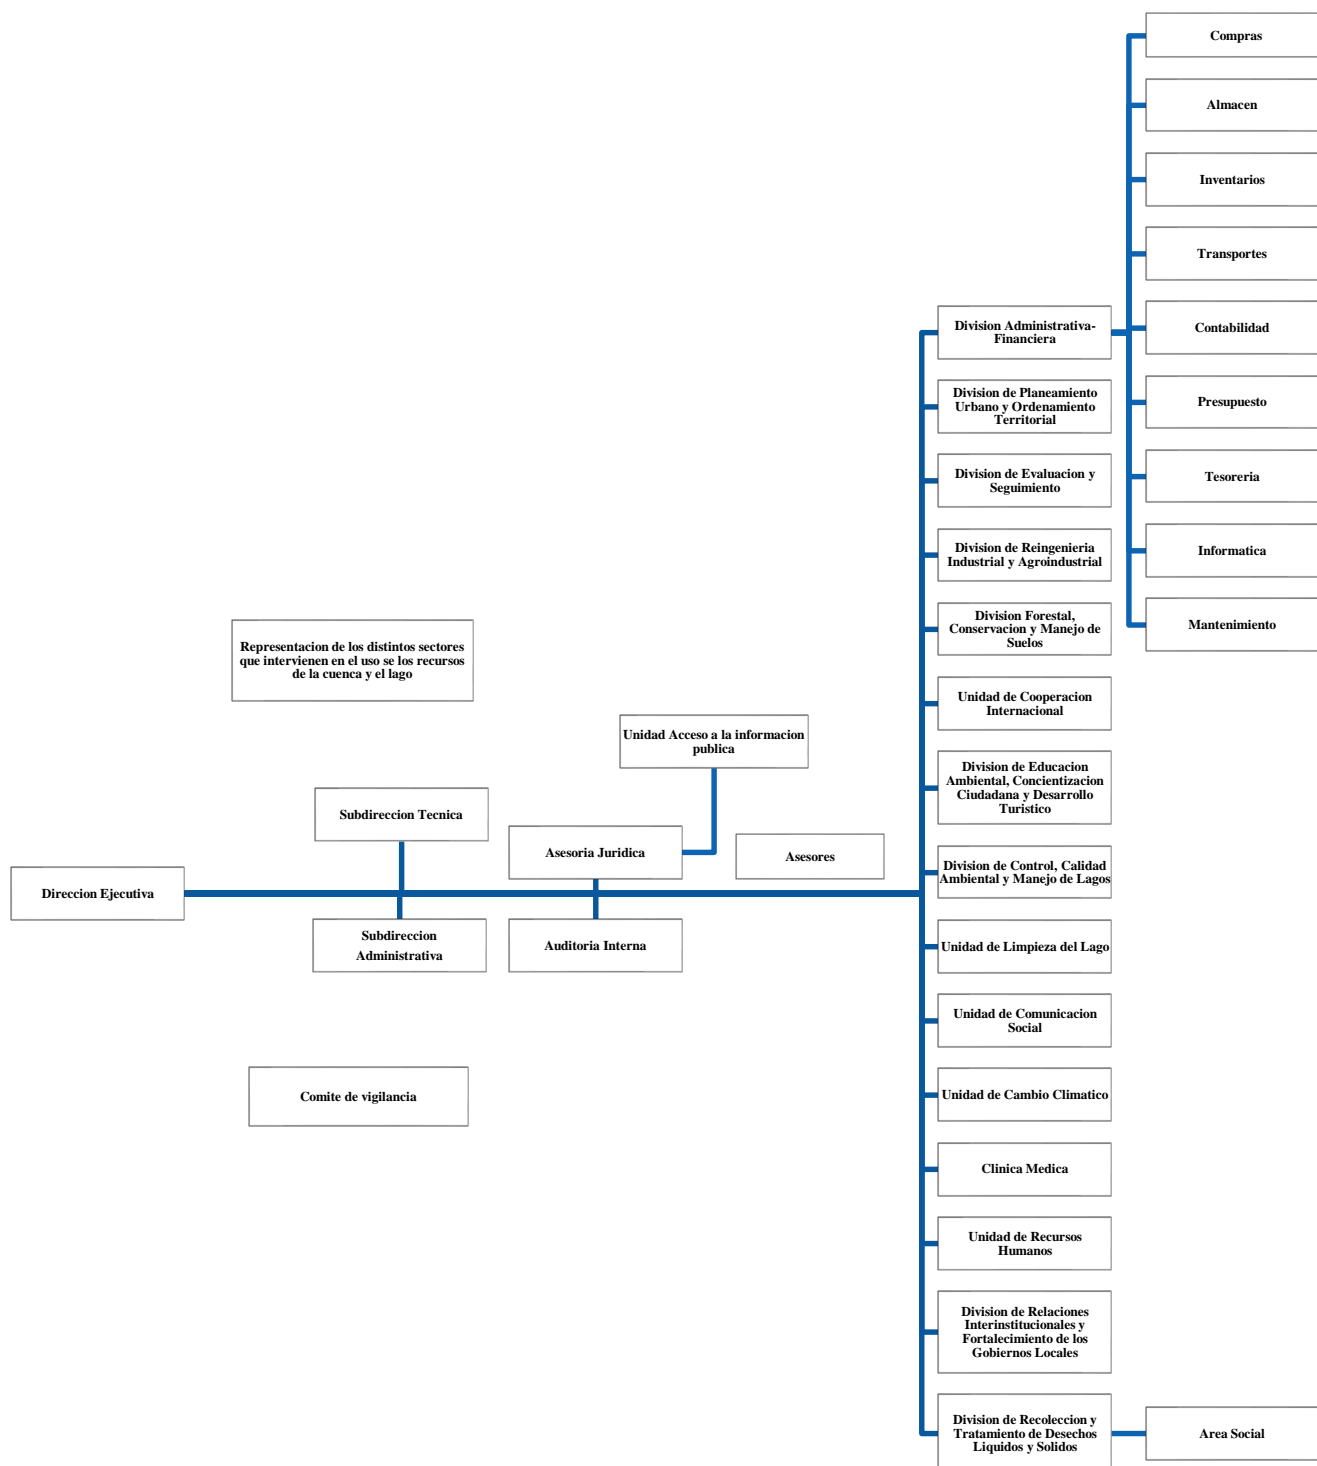 Compras
Almacen
Inventarios
Transportes
Contabilidad
Presupuesto
Tesoreria
Informatica
Mantenimiento
Division Administrativa-
Financiera
Division de Planeamiento
Urbano y Ordenamiento
Territorial
Division de Evaluacion y
Seguimiento
Division de Reingenieria
Industrial y Agroindustrial
Division Forestal,
Conservacion y Manejo de
Suelos
Unidad de Cooperacion
Internacional
Division de Educacion
Ambiental, Concientizacion
Ciudadana y Desarrollo
Turistico
Division de Control, Calidad
Ambiental y Manejo de Lagos
Unidad de Limpieza del Lago
Unidad de Comunicacion
Social
Unidad de Cambio Climatico
Clinica Medica
Unidad de Recursos
Humanos
Division de Relaciones
Interinstitucionales y
Fortalecimiento de los
Gobiernos Locales
Division de Recoleccion y
Tratamiento de Desechos
Liquidos y Solidos
Area Social
Representacion de los distintos sectores
que intervienen en el uso se los recursos
de la cuenca y el lago
Unidad Acceso a la informacion
publica
Subdireccion Tecnica
Asesoria Juridica
Asesores
Direccion Ejecutiva
Subdireccion
Administrativa
Auditoria Interna
Comite de vigilancia